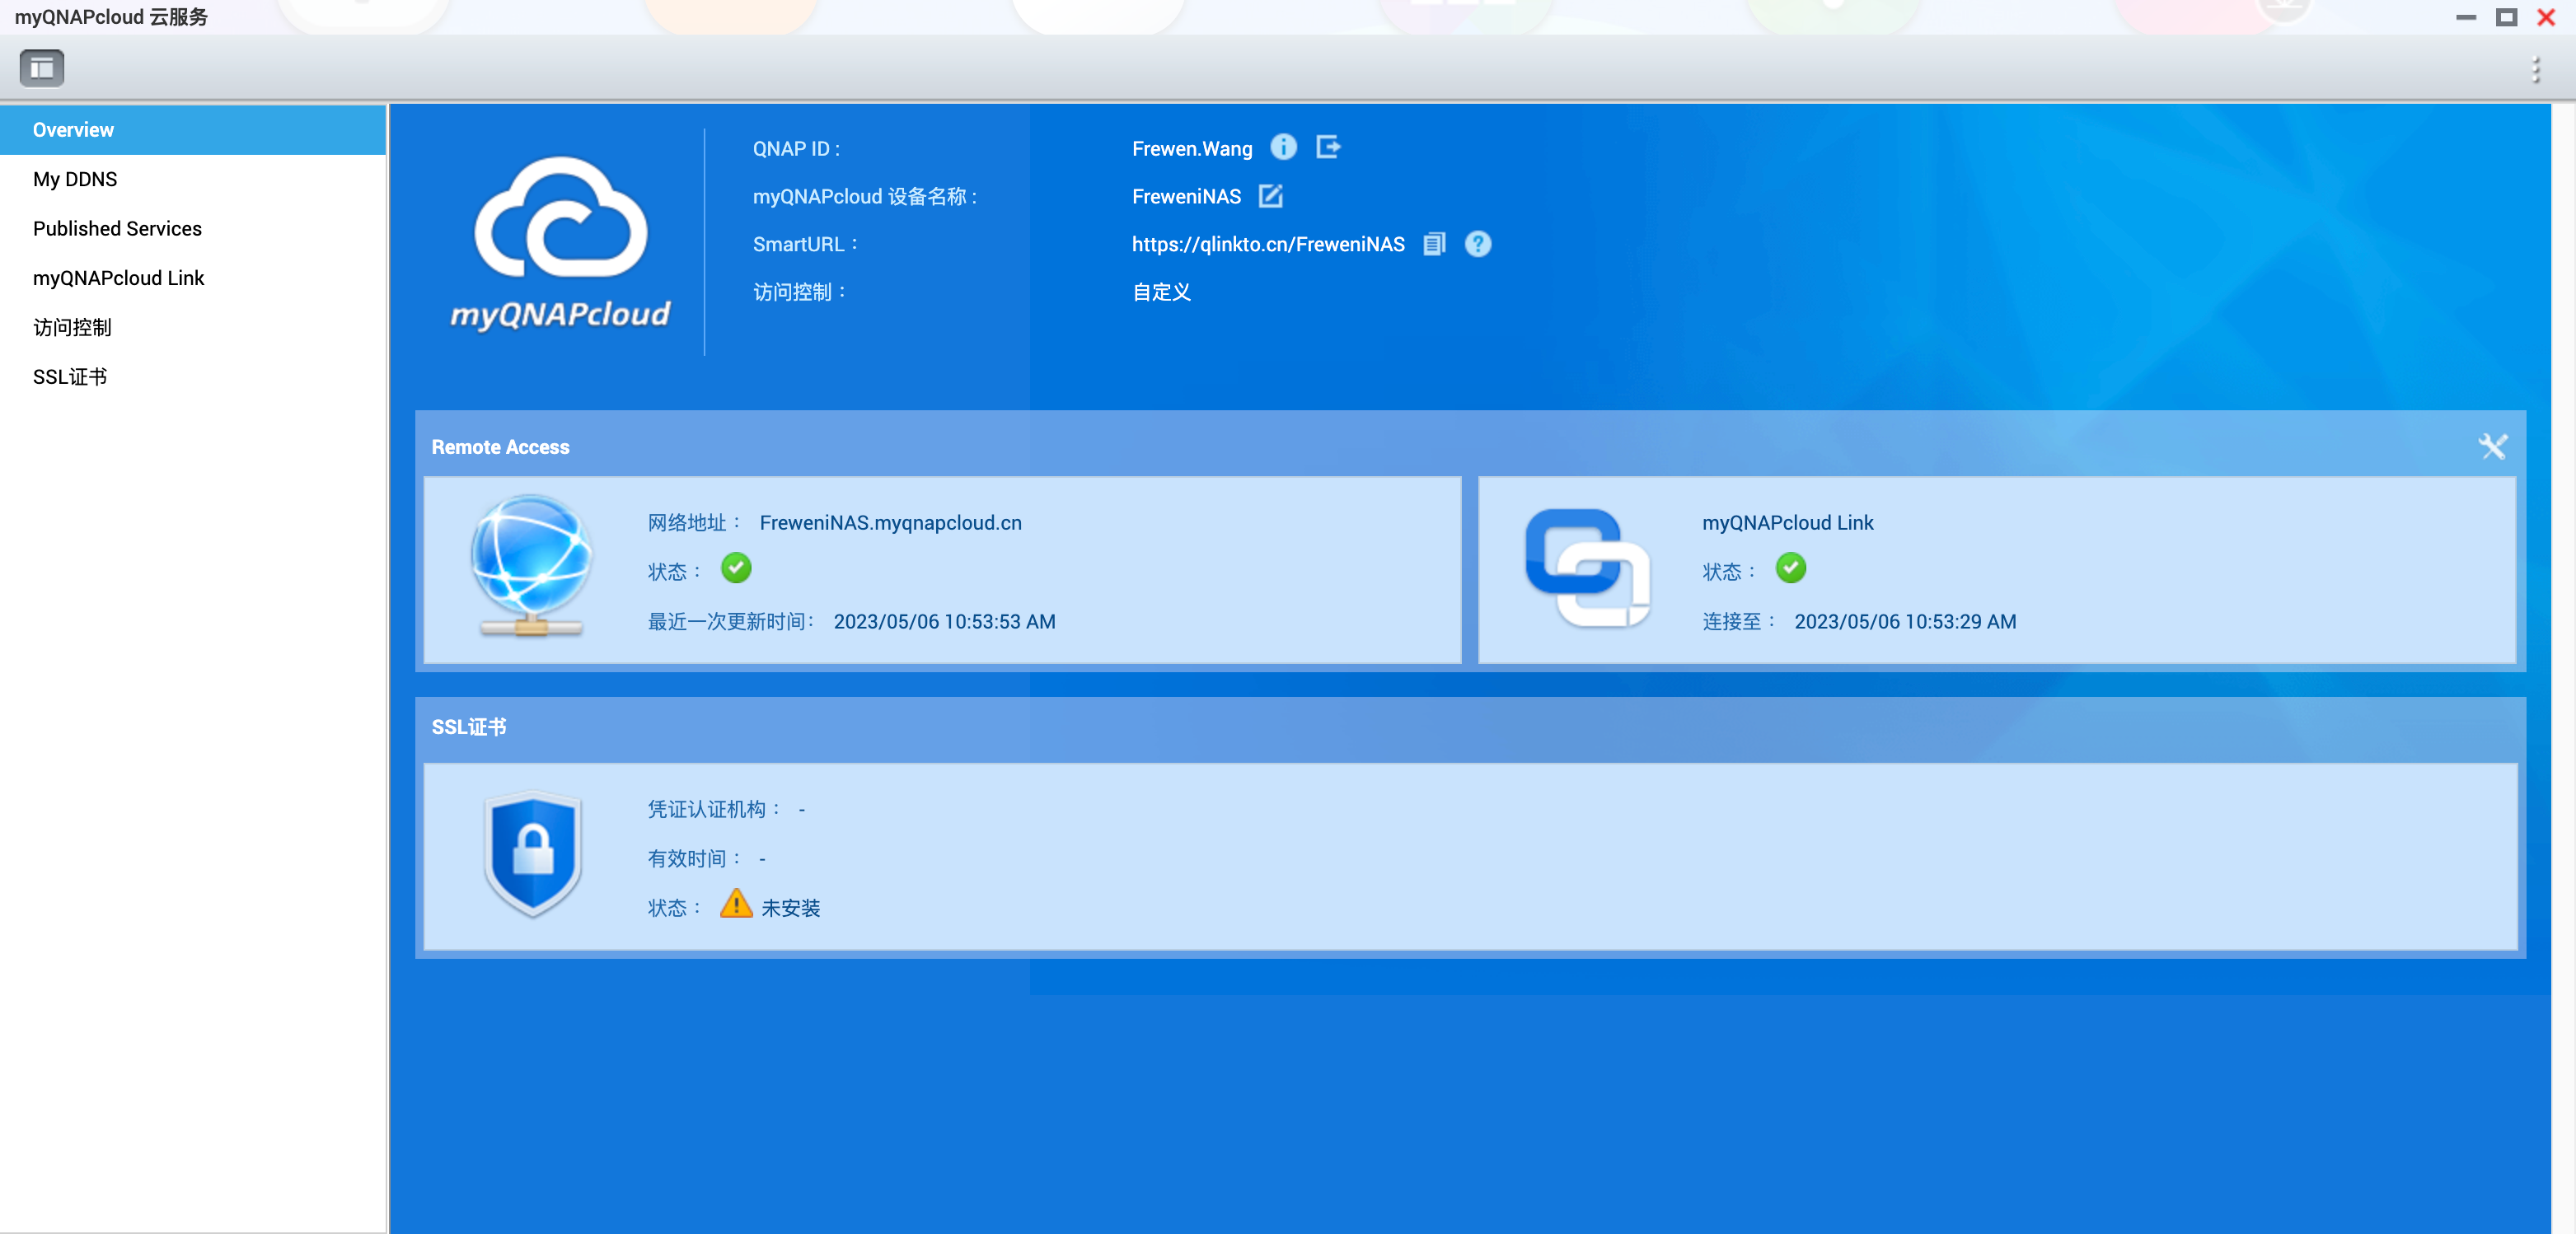 myQNAPcloud 云服务
Overview
My DDNS
Published Services
myQNAPcloud Link
访问控制
SSL证书
myQNAPcloud
QNAP ID : Frewen.Wang
myQNAPcloud 设备名称 : FreweniNAS
SmartURL : https://qlinkto.cn/FreweniNAS
访问控制 : 自定义
Remote Access
网络地址 : FreweniNAS.myqnapcloud.cn
状态 :
最近一次更新时间: 2023/05/06 10:53:53 AM
myQNAPcloud Link
状态 :
连接至 : 2023/05/06 10:53:29 AM
SSL证书
凭证认证机构 : -
有效时间 : -
状态 : 未安装